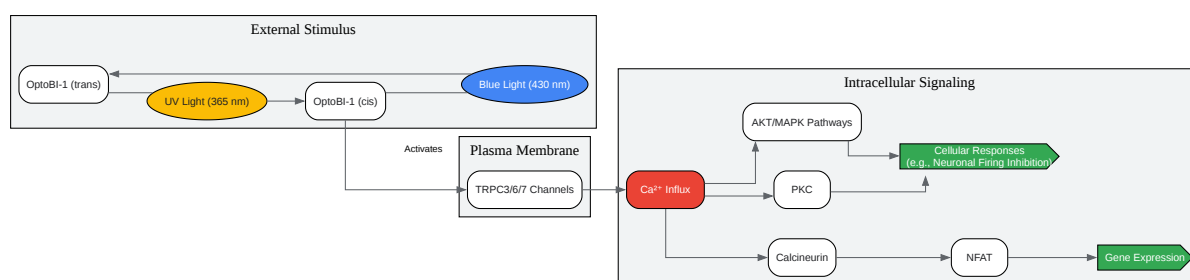 External Stimulus
OptoBI-1 (trans)
UV Light (365 nm)
OptoBI-1 (cis)
Blue Light (430 nm)
Activates
Plasma Membrane
TRPC3/6/7 Channels
Intracellular Signaling
Ca²⁺ Influx
AKT/MAPK Pathways
PKC
Cellular Responses
(e.g., Neuronal Firing Inhibition)
Calcineurin
NFAT
Gene Expression